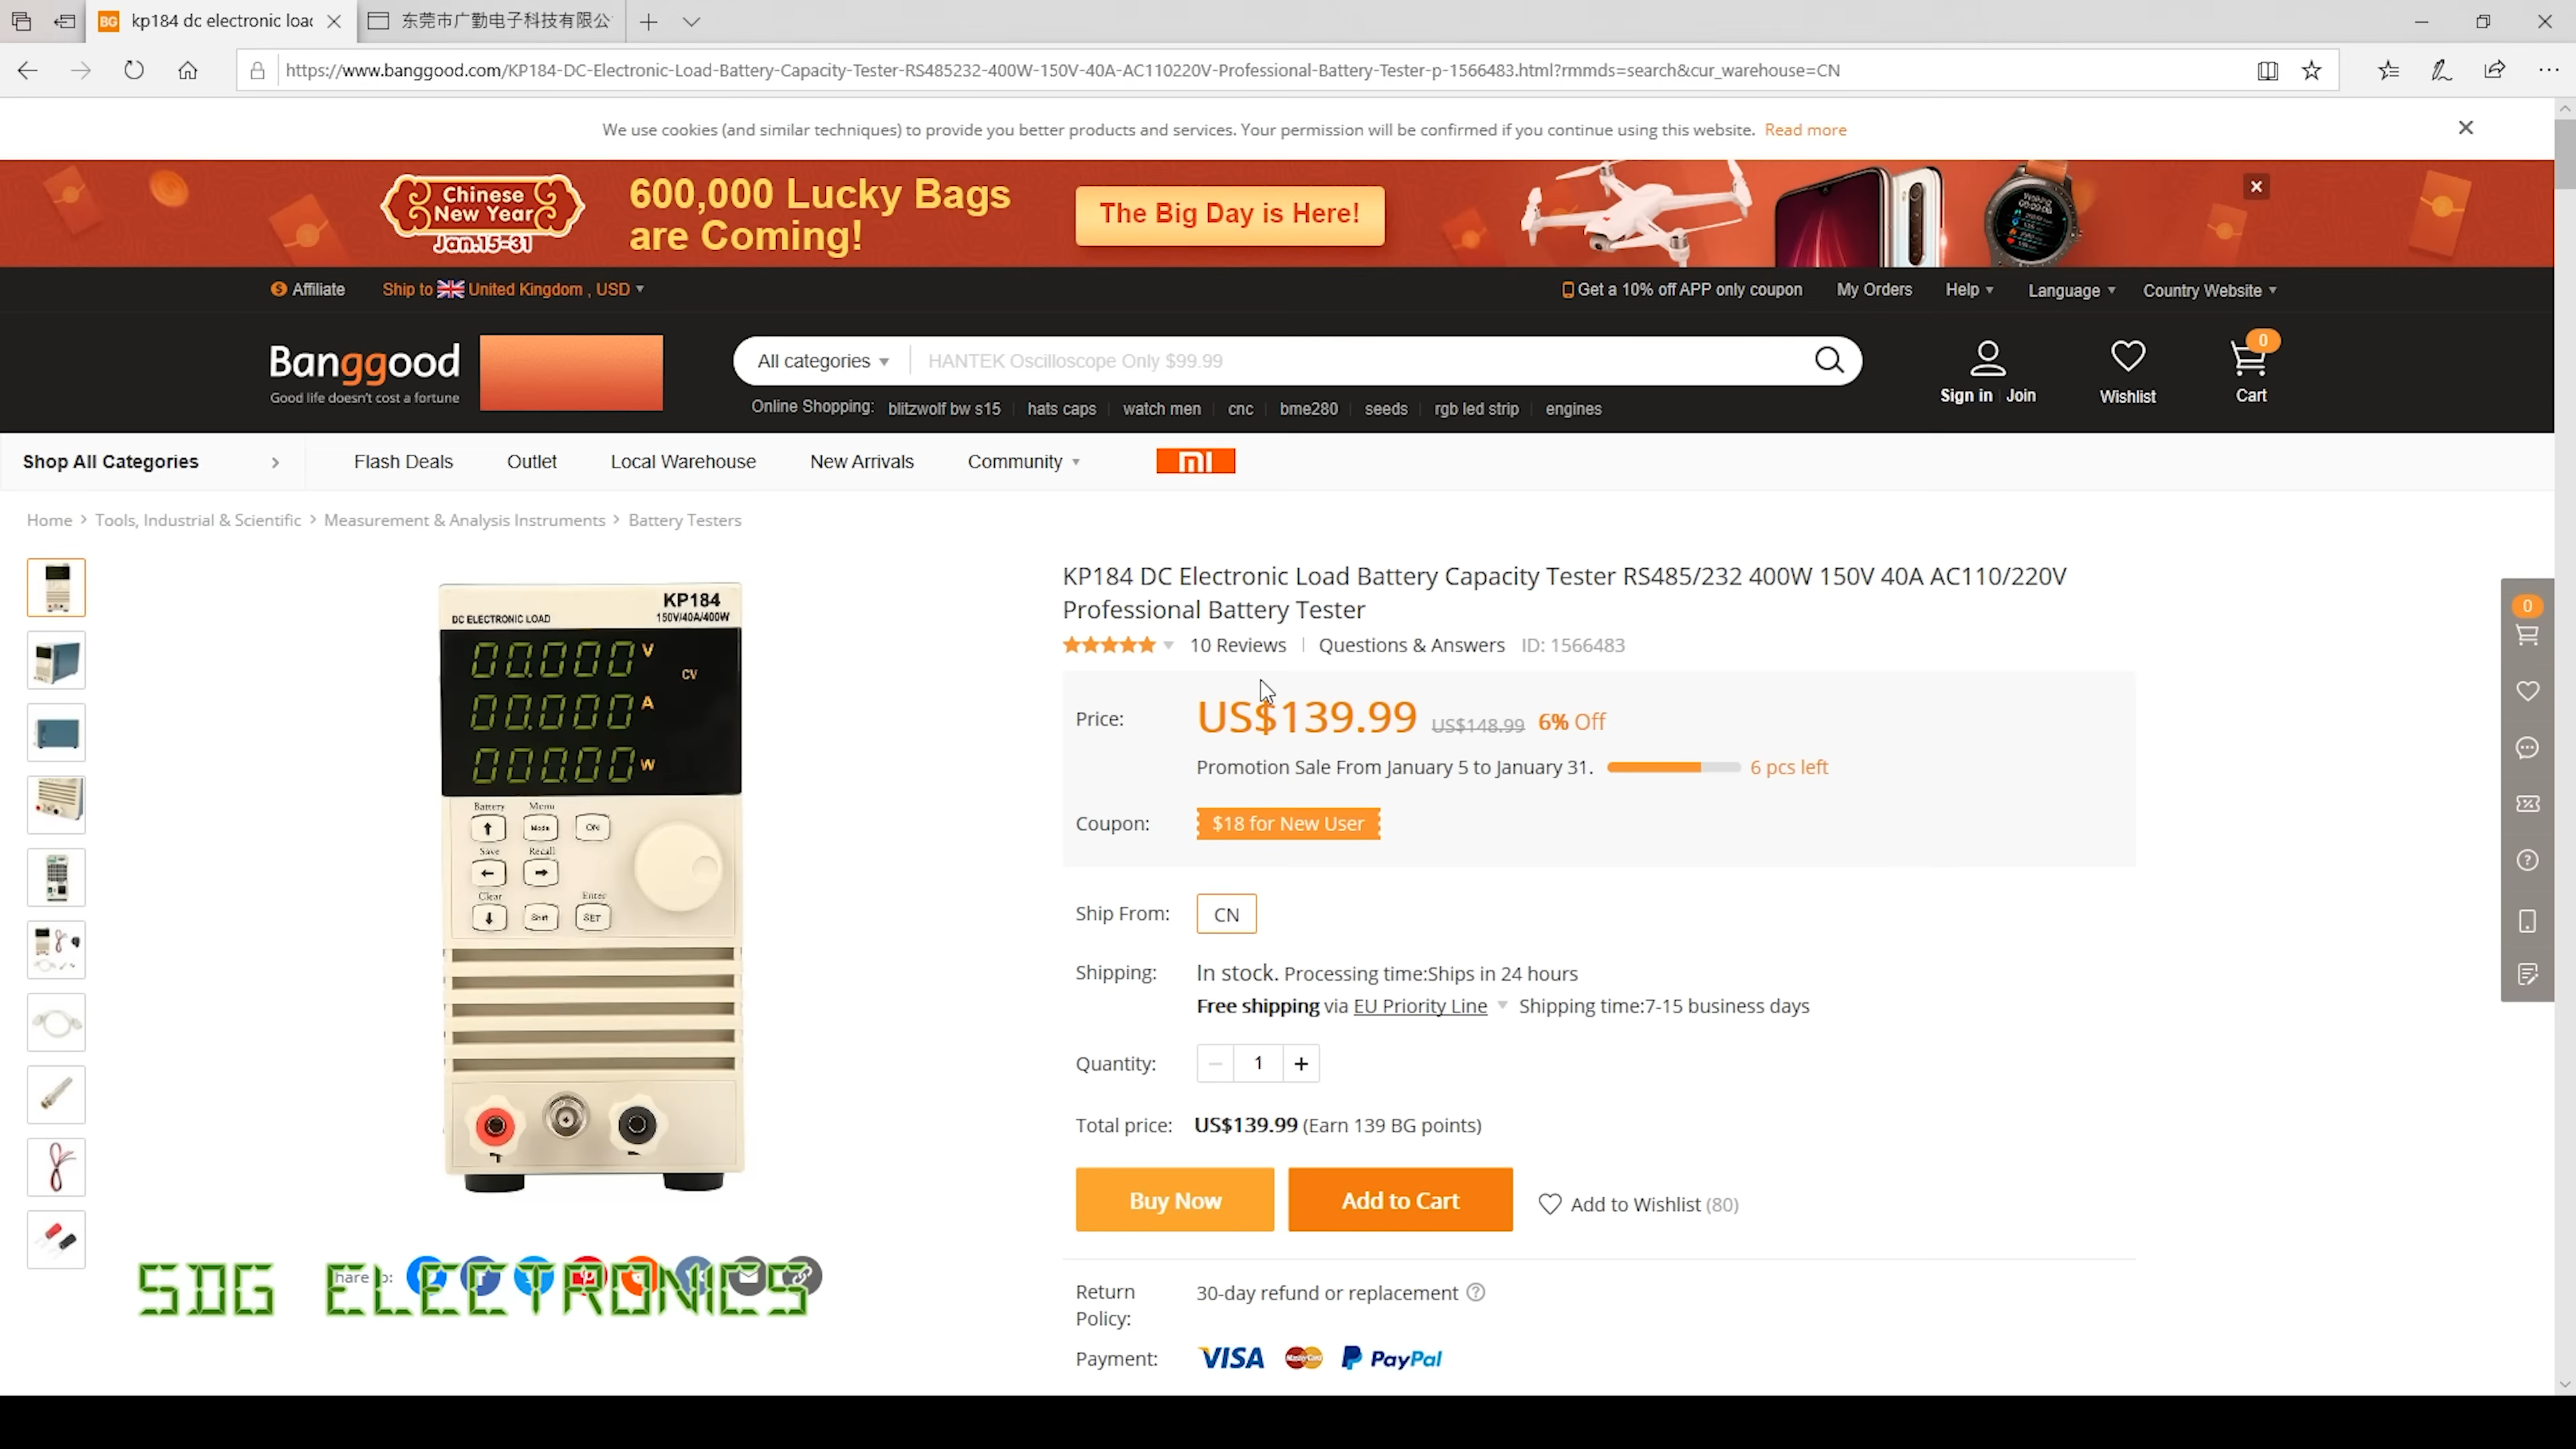 kp184 dc electronic load
东莞市广勤电子科技有限公
https://www.banggood.com/KP184-DC-Electronic-Load-Battery-Capacity-Tester-RS485232-400W-150V-40A-AC110220V-Professional-Battery-Tester-p-1566483.html?rmmds=search&cur_warehouse=CN
We use cookies (and similar techniques) to provide you better products and services. Your permission will be confirmed if you continue using this website. Read more
Chinese
New Year
Jan.15-31
600,000 Lucky Bags
are Coming!
The Big Day is Here!
Affiliate
Ship to United Kingdom , USD
Get a 10% off APP only coupon
My Orders
Help
Language
Country Website
Banggood
Good life doesn't cost a fortune
All categories
HANTEK Oscilloscope Only $99.99
Online Shopping: blitzwolf bw s15 hats caps watch men cnc bme280 seeds rgb led strip engines
Sign in Join
Wishlist
0
Cart
Shop All Categories
Flash Deals
Outlet
Local Warehouse
New Arrivals
Community
mi
Home > Tools, Industrial & Scientific > Measurement & Analysis Instruments > Battery Testers
KP184
DC ELECTRONIC LOAD 150V/40A/400W
00.000 V
CV
00.000 A
000.00 W
Battery Menu
Mode ON
Save Recall
Clear Enter
Shift SET
KP184 DC Electronic Load Battery Capacity Tester RS485/232 400W 150V 40A AC110/220V
Professional Battery Tester
10 Reviews | Questions & Answers ID: 1566483
Price: US$139.99 US$148.99 6% Off
Promotion Sale From January 5 to January 31. 6 pcs left
Coupon: $18 for New User
Ship From: CN
Shipping: In stock. Processing time:Ships in 24 hours
Free shipping via EU Priority Line Shipping time:7-15 business days
Quantity: 1
Total price: US$139.99 (Earn 139 BG points)
Buy Now
Add to Cart
Add to Wishlist (80)
Return
Policy:
30-day refund or replacement
Payment: VISA MasterCard PayPal
0
SDG ELECTRONICS